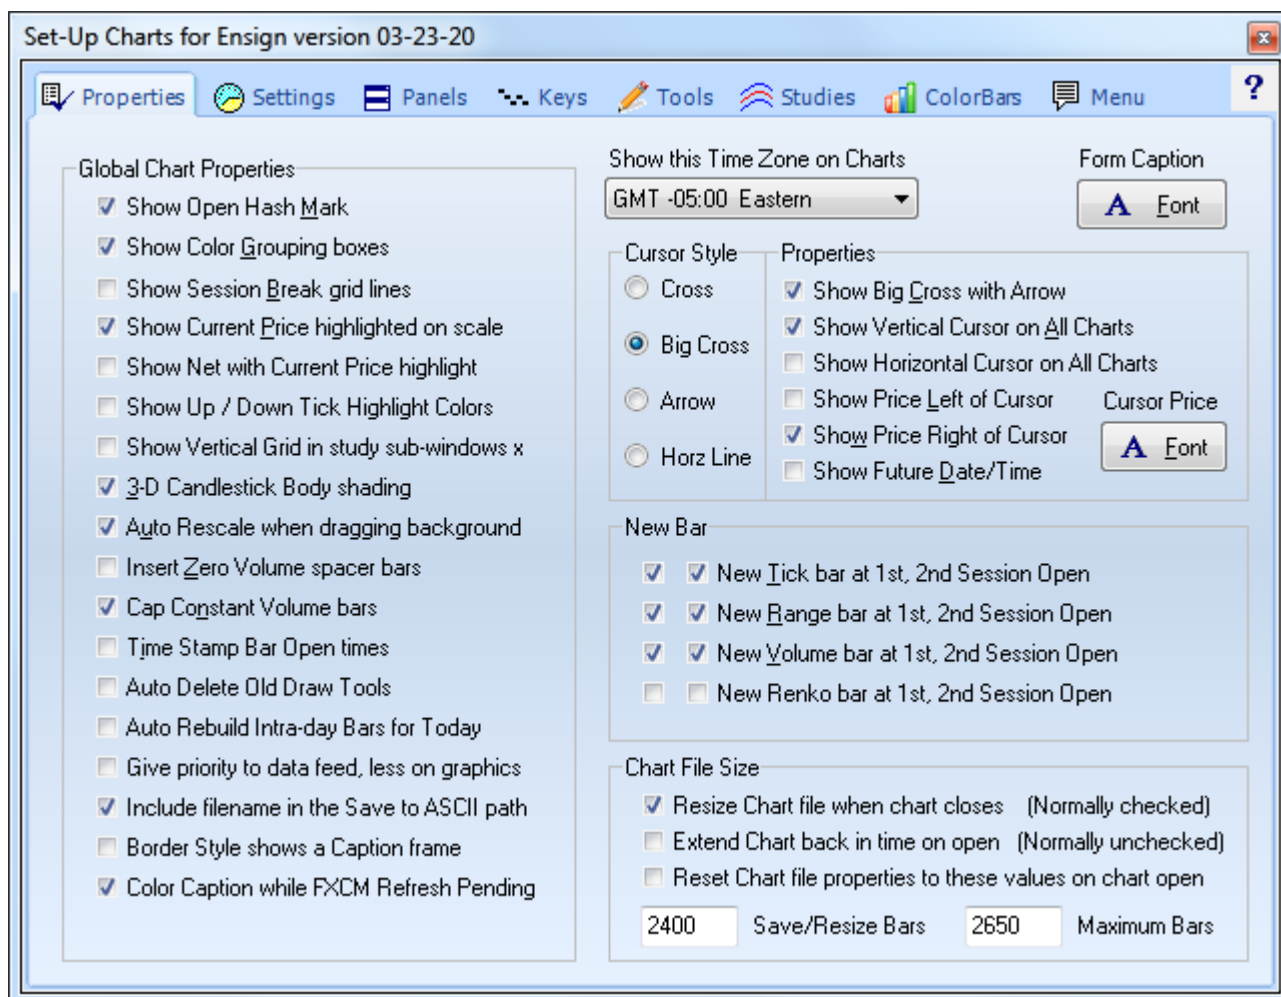 Set-Up Charts for Ensign version 03-23-20
Properties Settings Panels Keys Tools Studies ColorBars Menu ?
Global Chart Properties
Show Open Hash Mark
Show Color Grouping boxes
Show Session Break grid lines
Show Current Price highlighted on scale
Show Net with Current Price highlight
Show Up / Down Tick Highlight Colors
Show Vertical Grid in study sub-windows x
3-D Candlestick Body shading
Auto Rescale when dragging background
Insert Zero Volume spacer bars
Cap Constant Volume bars
Time Stamp Bar Open times
Auto Delete Old Draw Tools
Auto Rebuild Intra-day Bars for Today
Give priority to data feed, less on graphics
Include filename in the Save to ASCII path
Border Style shows a Caption frame
Color Caption while FXCM Refresh Pending
Show this Time Zone on Charts
GMT -05:00 Eastern
Form Caption
A Font
Cursor Style
Cross
Big Cross
Arrow
Horz Line
Properties
Show Big Cross with Arrow
Show Vertical Cursor on All Charts
Show Horizontal Cursor on All Charts
Show Price Left of Cursor
Show Price Right of Cursor
Show Future Date/Time
Cursor Price
A Font
New Bar
New Tick bar at 1st, 2nd Session Open
New Range bar at 1st, 2nd Session Open
New Volume bar at 1st, 2nd Session Open
New Renko bar at 1st, 2nd Session Open
Chart File Size
Resize Chart file when chart closes (Normally checked)
Extend Chart back in time on open (Normally unchecked)
Reset Chart file properties to these values on chart open
2400 Save/Resize Bars 2650 Maximum Bars